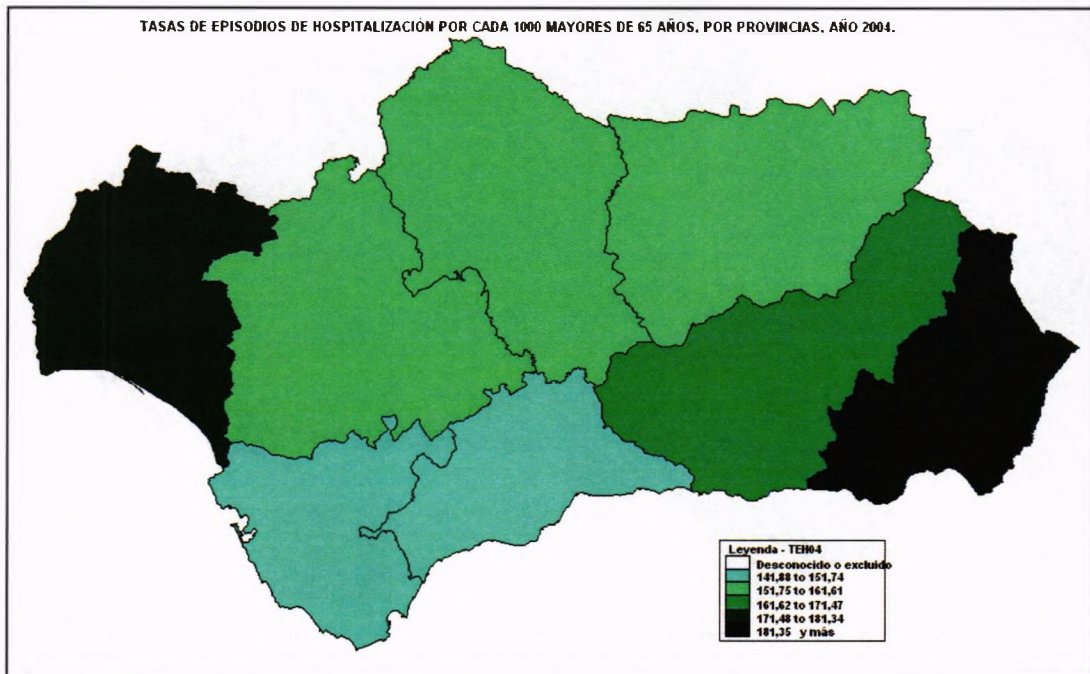 TASAS DE EPISODIOS DE HOSPITALIZACIÓN POR CADA 1000 MAYORES DE 65 AÑOS, POR PROVINCIAS, AÑO 2004.
Leyenda - TEH04
Desconocido o excluido
141,88 to 151,74
151,75 to 161,61
161,62 to 171,47
171,48 to 181,34
181,35 y más